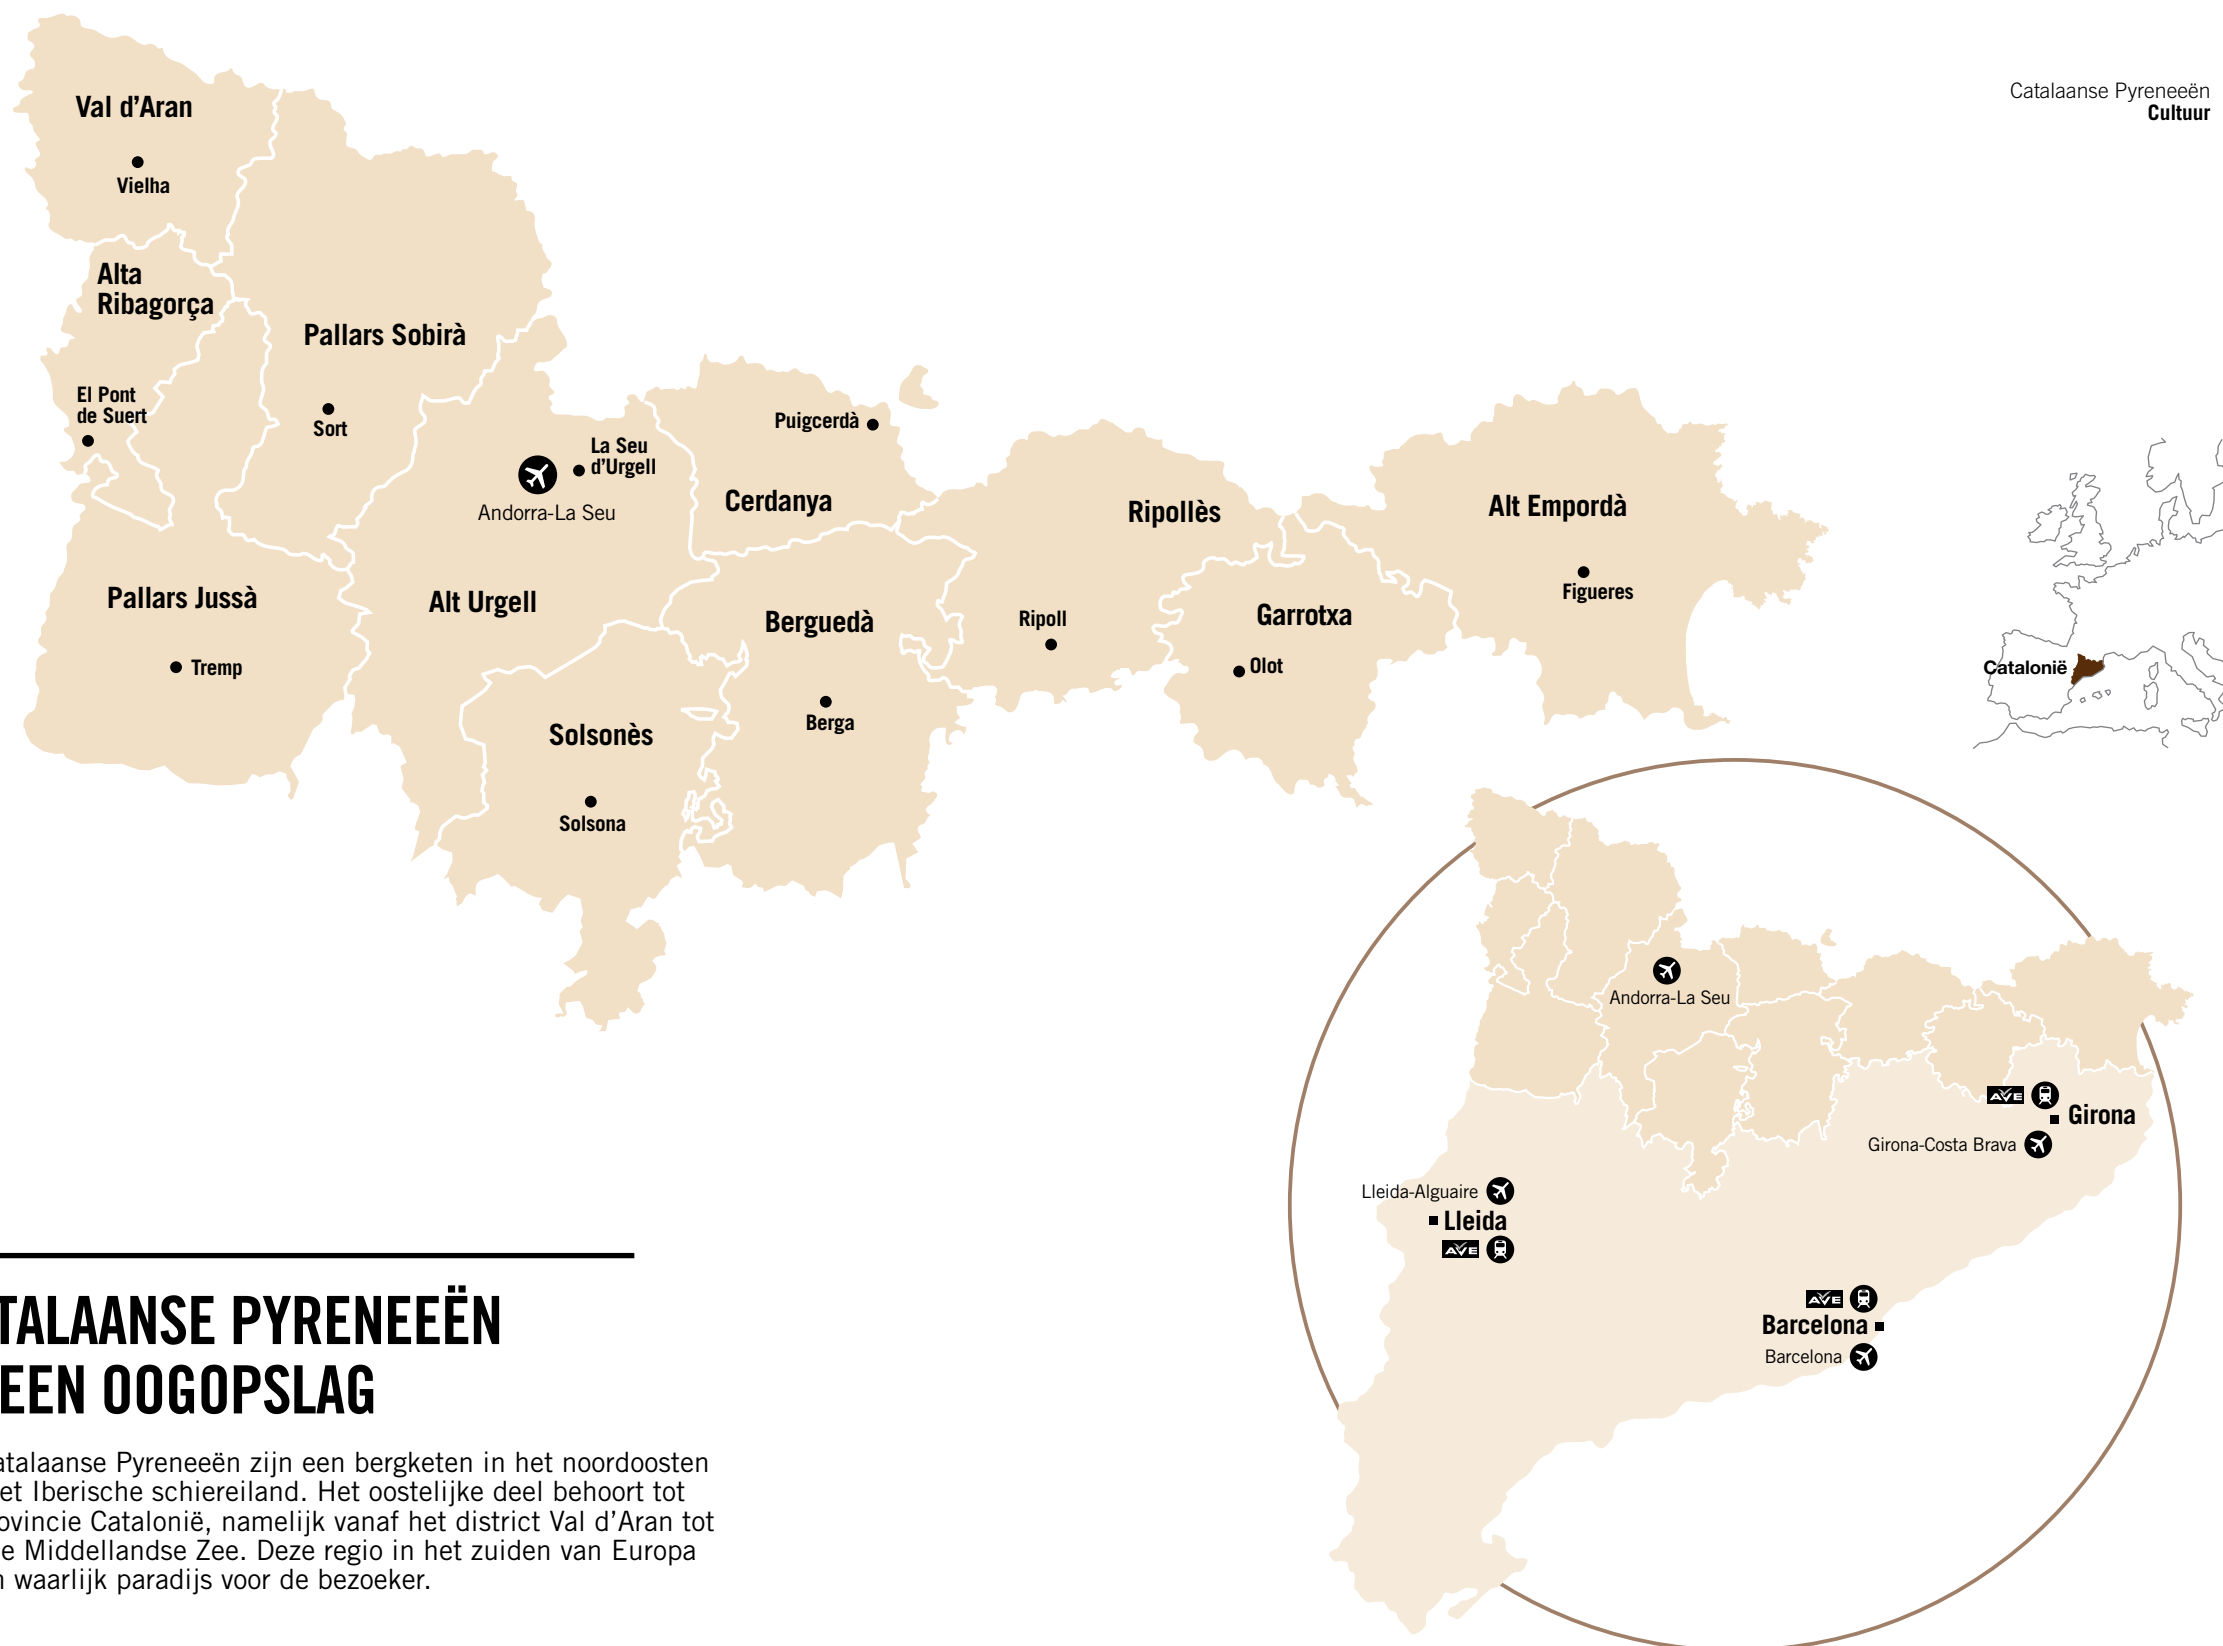 Catalaanse Pyreneeën
Cultuur
Val d’Aran
Vielha
Alta
Ribagorça
Pallars Sobirà
El Pont
de Suert
Sort
Puigcerdà
La Seu
d’Urgell
Andorra-La Seu
Cerdanya
Ripollès
Alt Empordà
Figueres
Pallars Jussà
Alt Urgell
Berguedà
Ripoll
Garrotxa
Olot
Tremp
Berga
Solsonès
Solsona
Catalonië
Andorra-La Seu
AVE
Girona
Girona-Costa Brava
Lleida-Alguaire
Lleida
AVE
AVE
Barcelona
Barcelona
TALAANSE PYRENEEËN
EEN OOGOPSLAG
atalaanse Pyreneeën zijn een bergketen in het noordoosten
et Iberische schiereiland. Het oostelijke deel behoort tot
ovincie Catalonië, namelijk vanaf het district Val d’Aran tot
e Middellandse Zee. Deze regio in het zuiden van Europa
n waarlijk paradijs voor de bezoeker.